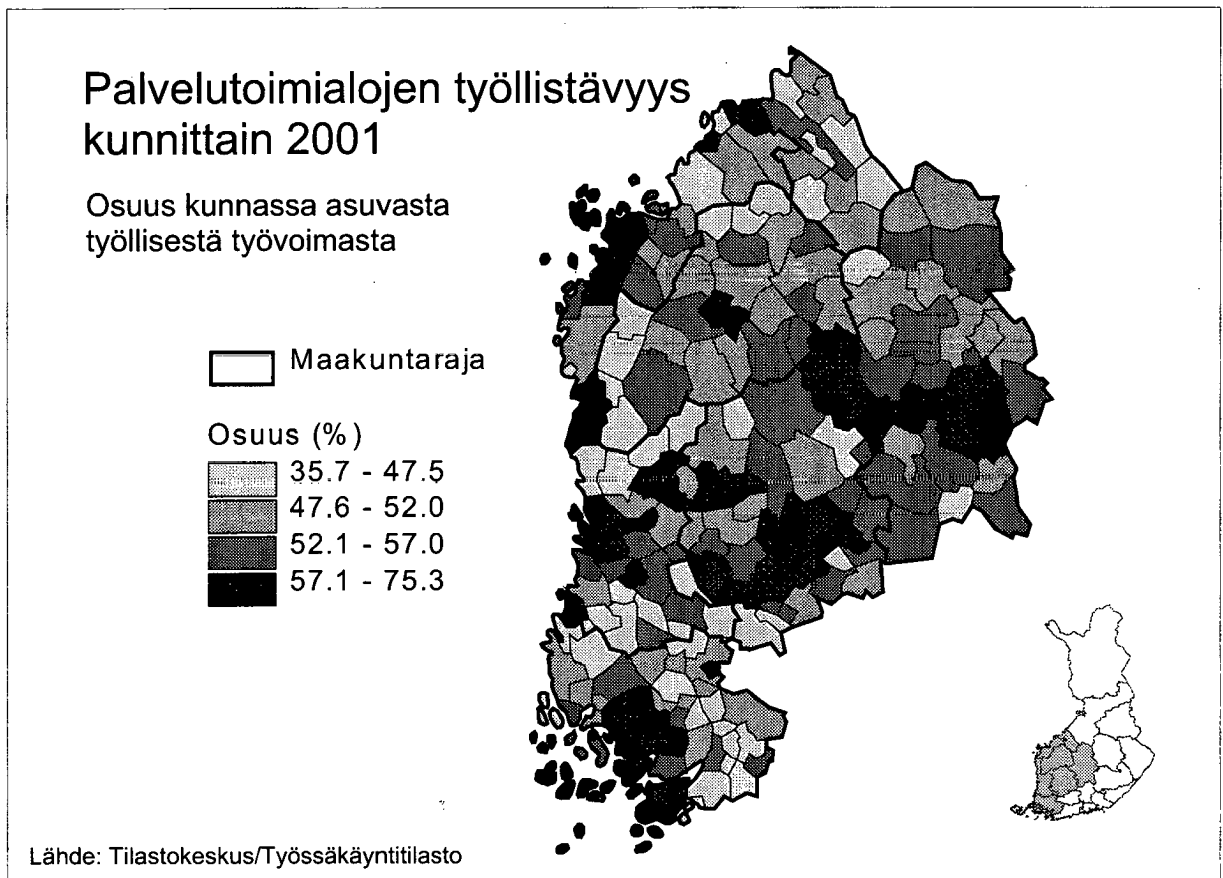 Palvelutoimialojen työllistävyys
kunnittain 2001
Osuus kunnassa asuvasta
työllisestä työvoimasta
Maakuntaraja
Osuus (%)
35.7 - 47.5
47.6 - 52.0
52.1 - 57.0
57.1 - 75.3
Lähde: Tilastokeskus/Työssäkäyntitilasto